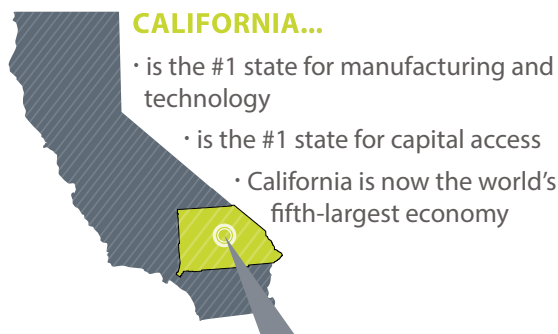 CALIFORNIA...
· is the #1 state for manufacturing and
technology
· is the #1 state for capital access
· California is now the world's
fifth-largest economy